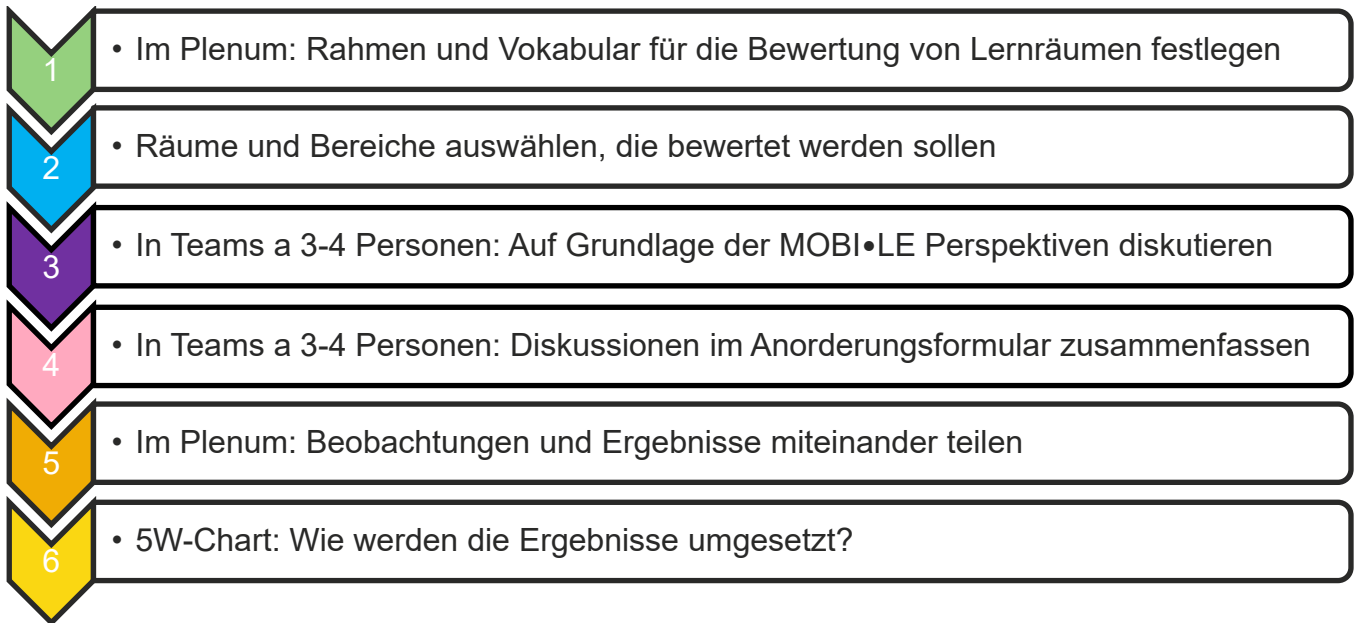 1
• Im Plenum: Rahmen und Vokabular für die Bewertung von Lernräumen festlegen
2
• Räume und Bereiche auswählen, die bewertet werden sollen
3
• In Teams a 3-4 Personen: Auf Grundlage der MOBI•LE Perspektiven diskutieren
4
• In Teams a 3-4 Personen: Diskussionen im Anorderungsformular zusammenfassen
5
• Im Plenum: Beobachtungen und Ergebnisse miteinander teilen
6
• 5W-Chart: Wie werden die Ergebnisse umgesetzt?